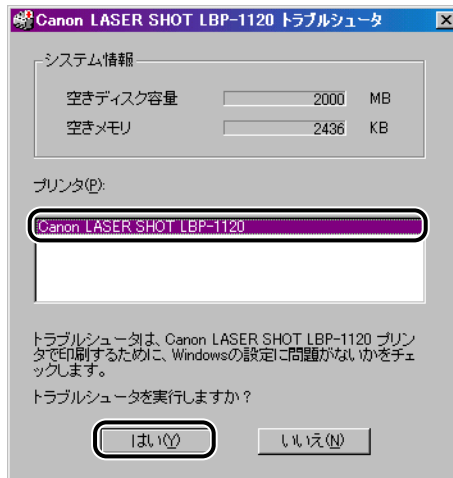 Canon LASER SHOT LBP-1120 トラブルシュータ
システム情報
空きディスク容量 2000 MB
空きメモリ 2436 KB
プリンタ(P):
Canon LASER SHOT LBP-1120
トラブルシュータは、Canon LASER SHOT LBP-1120 プリン
タで印刷するために、Windowsの設定に問題がないかをチェ
ックします。
トラブルシュータを実行しますか？
はい(Y) いいえ(N)